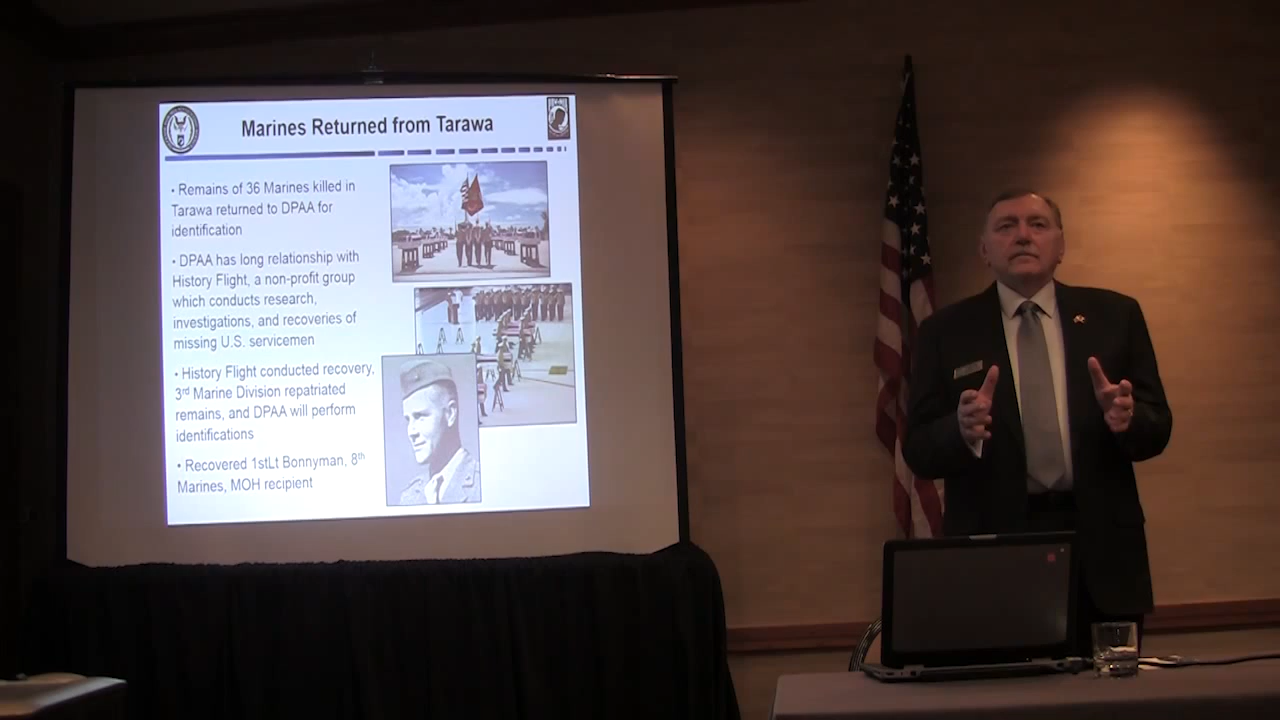 Marines Returned from Tarawa
• Remains of 36 Marines killed in
Tarawa returned to DPAA for
identification
• DPAA has long relationship with
History Flight, a non-profit group
which conducts research,
investigations, and recoveries of
missing U.S. servicemen
• History Flight conducted recovery,
3rd Marine Division repatriated
remains, and DPAA will perform
identifications
• Recovered 1stLt Bonnyman, 8th
Marines, MOH recipient